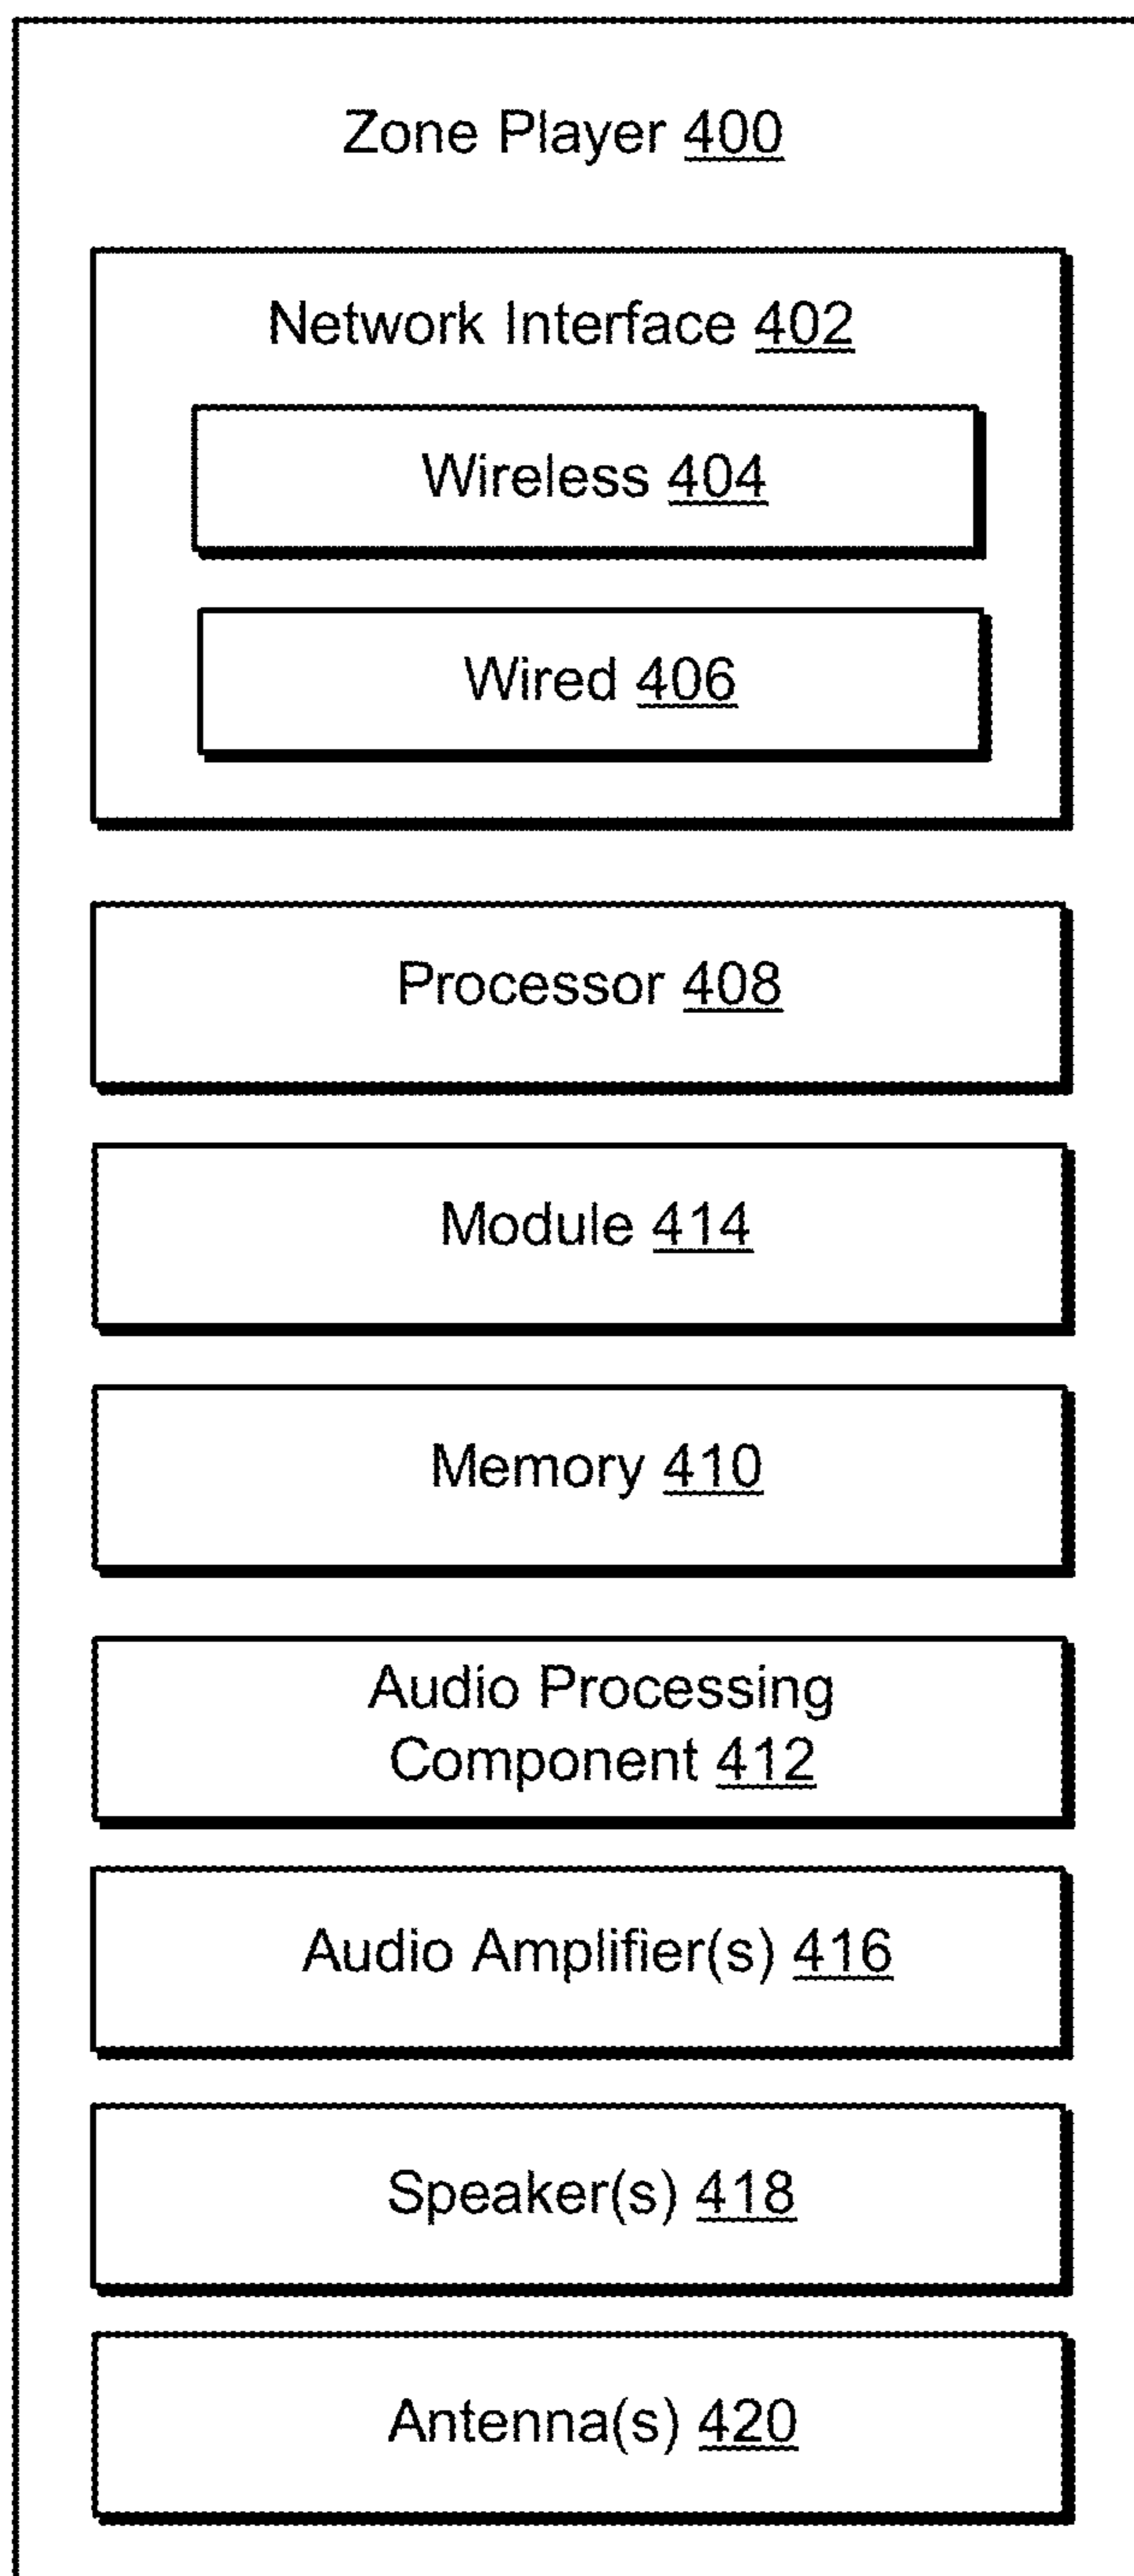 Zone Player 400
Network Interface 402
Wireless 404
Wired 406
Processor 408
Module 414
Memory 410
Audio Processing
Component 412
Audio Amplifier(s) 416
Speaker(s) 418
Antenna(s) 420